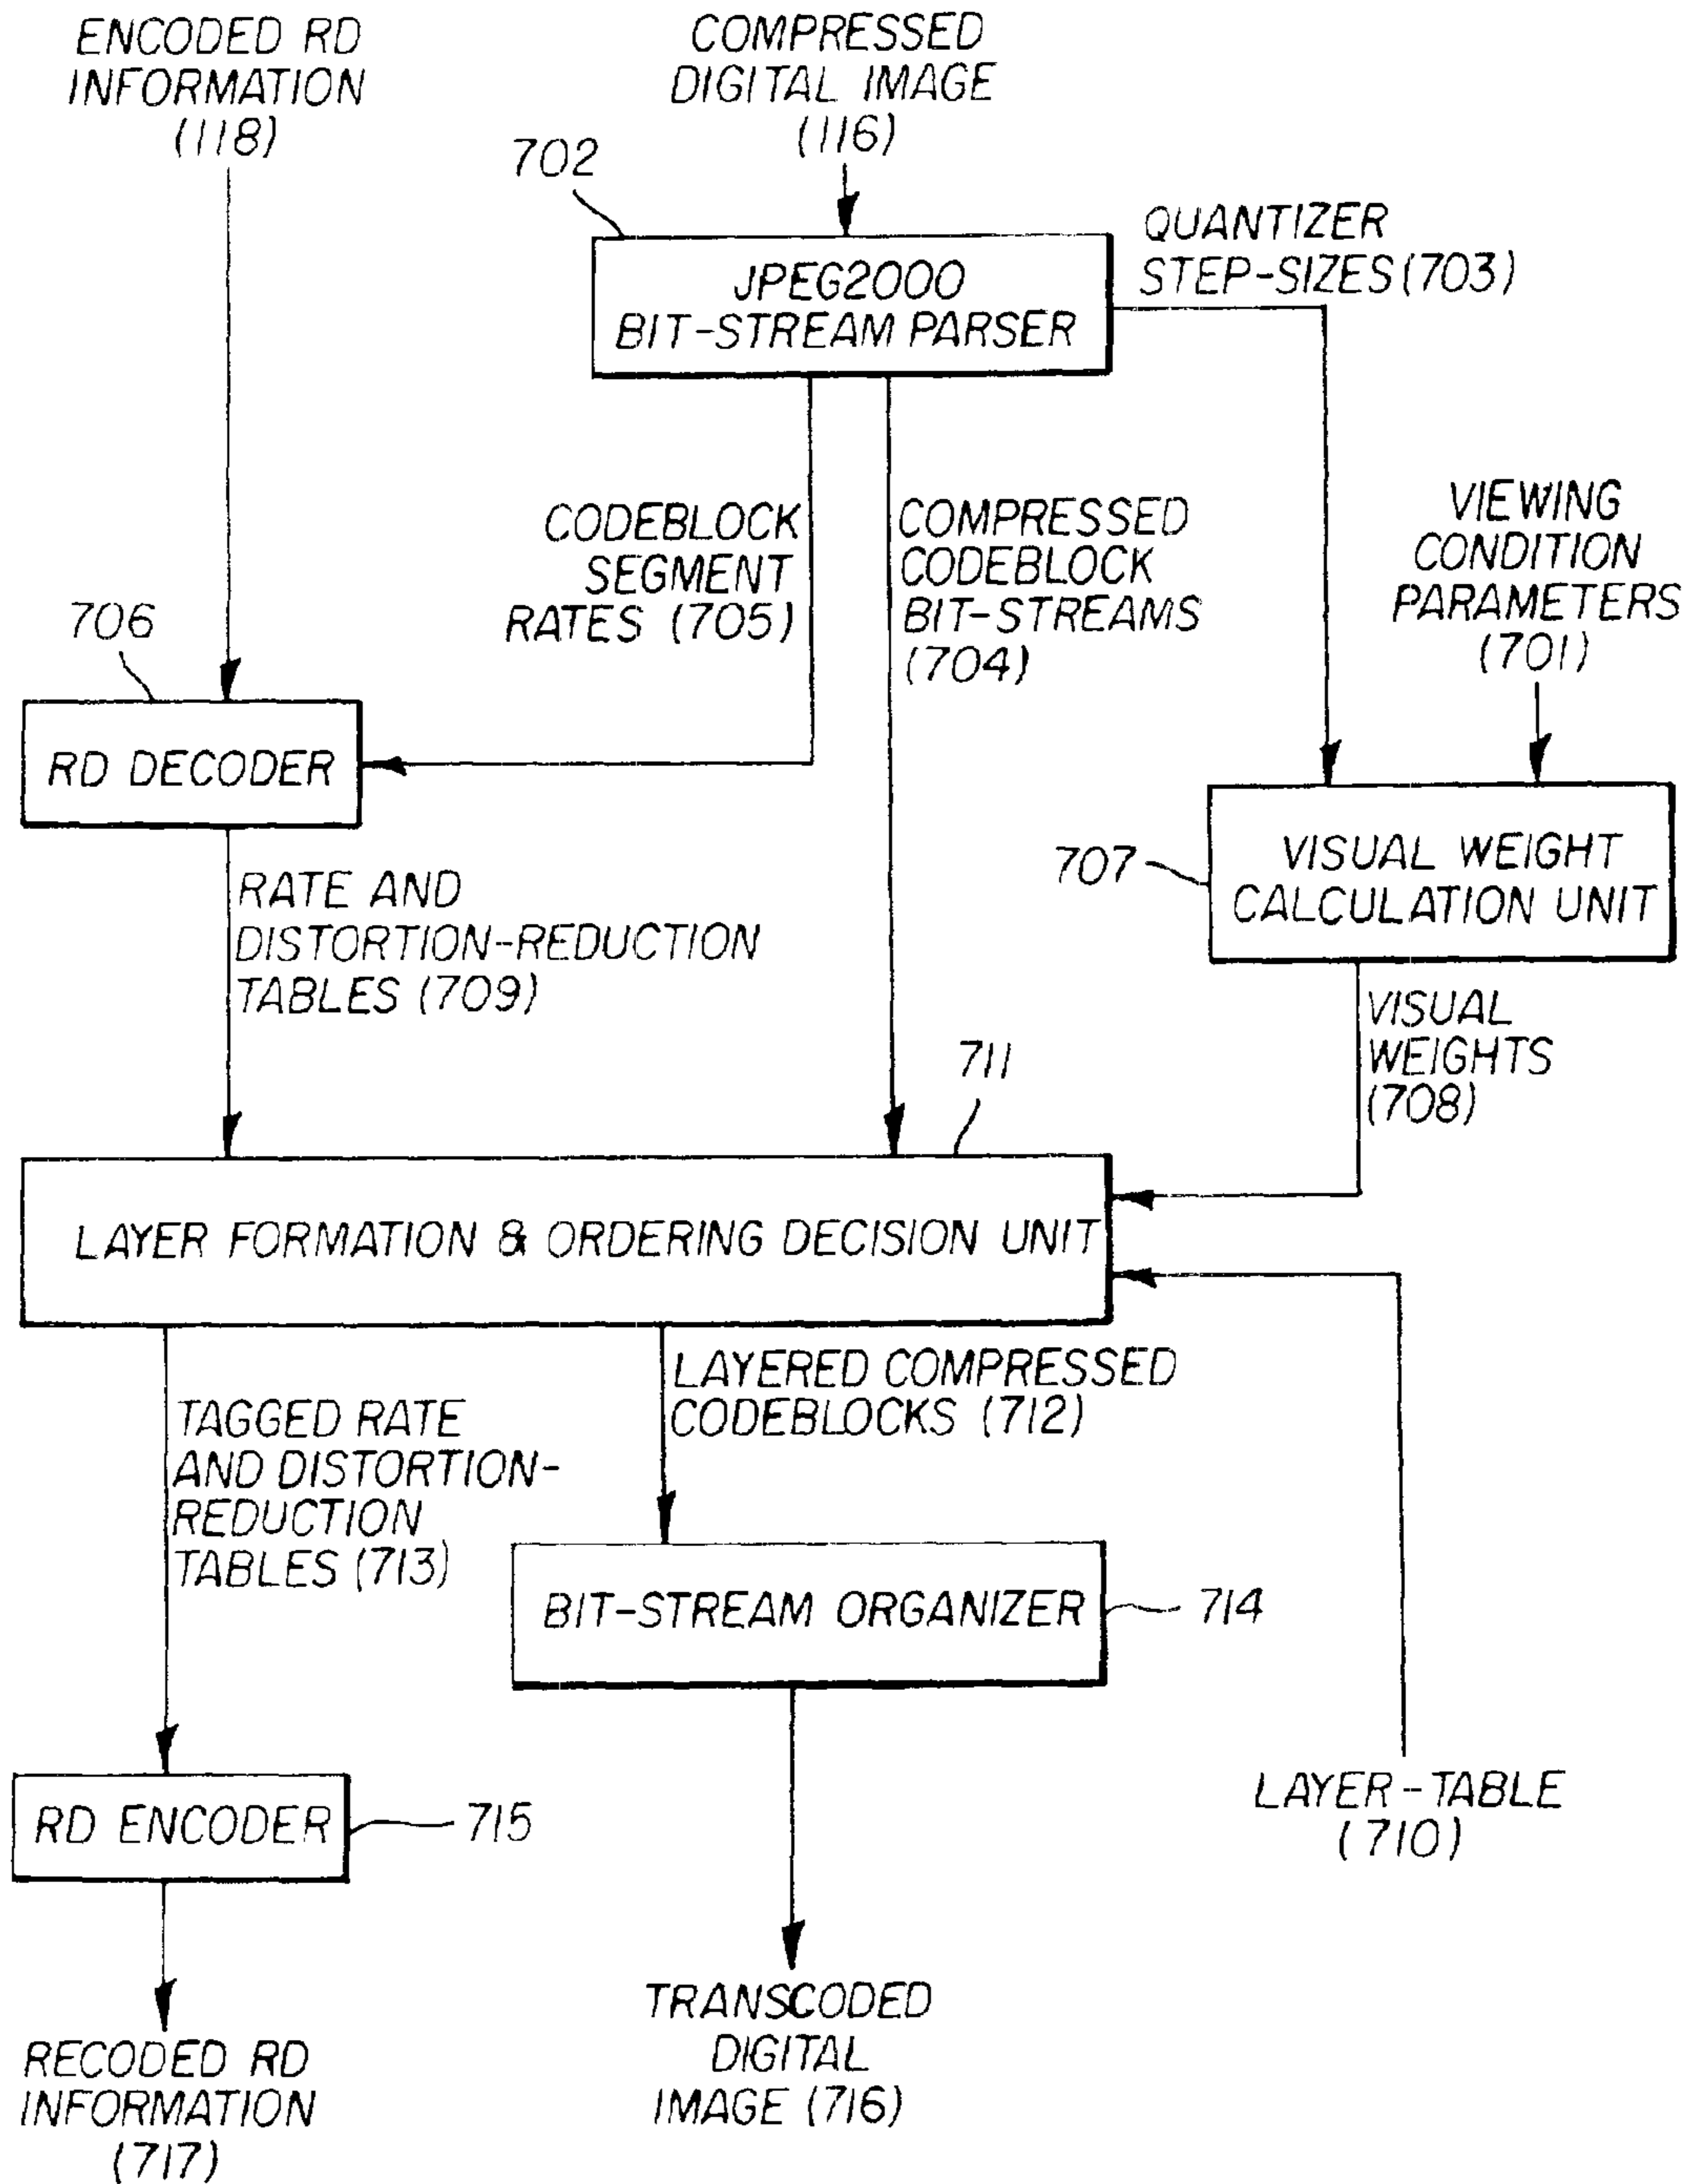 ENCODED RD
INFORMATION
(118)
COMPRESSED
DIGITAL IMAGE
(116)
702
JPEG2000
BIT-STREAM PARSER
QUANTIZER
STEP-SIZES (703)
CODEBLOCK
SEGMENT
RATES (705)
COMPRESSED
CODEBLOCK
BIT-STREAMS
(704)
VIEWING
CONDITION
PARAMETERS
(701)
706
RD DECODER
707
VISUAL WEIGHT
CALCULATION UNIT
RATE AND
DISTORTION-REDUCTION
TABLES (709)
VISUAL
WEIGHTS
(708)
711
LAYER FORMATION & ORDERING DECISION UNIT
TAGGED RATE
AND DISTORTION-
REDUCTION
TABLES (713)
LAYERED COMPRESSED
CODEBLOCKS (712)
BIT-STREAM ORGANIZER
714
RD ENCODER
715
LAYER-TABLE
(710)
TRANSCODED
DIGITAL
IMAGE (716)
RECODED RD
INFORMATION
(717)